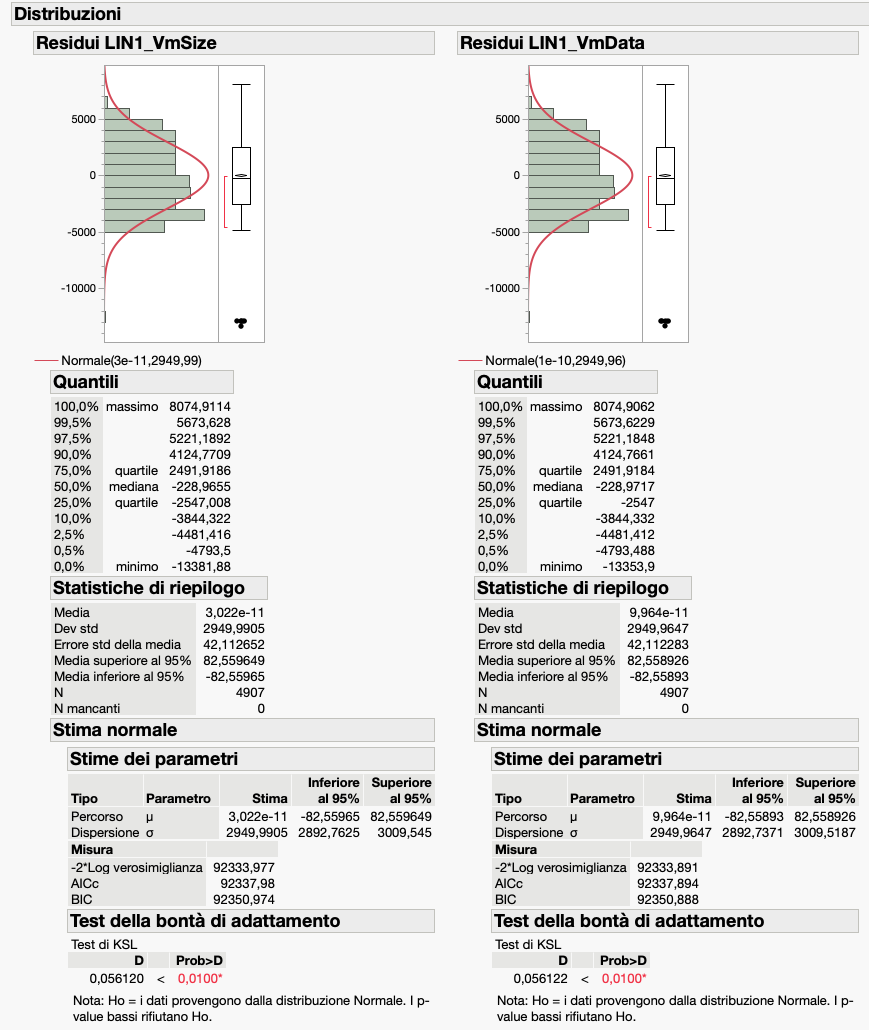 Distribuzioni
Residui LIN1_VmSize
5000
0
-5000
-10000
Normale(3e-11,2949,99)
Quantili
100,0% massimo 8074,9114
99,5% 5673,628
97,5% 5221,1892
90,0% 4124,7709
75,0% quartile 2491,9186
50,0% mediana -228,9655
25,0% quartile -2547,008
10,0% -3844,322
2,5% -4481,416
0,5% -4793,5
0,0% minimo -13381,88
Statistiche di riepilogo
Media 3,022e-11
Dev std 2949,9905
Errore std della media 42,112652
Media superiore al 95% 82,559649
Media inferiore al 95% -82,55965
N 4907
N mancanti 0
Stima normale
Stime dei parametri
Inferiore Superiore
Tipo Parametro Stima al 95% al 95%
Percorso μ 3,022e-11 -82,55965 82,559649
Dispersione σ 2949,9905 2892,7625 3009,545
Misura
-2*Log verosimiglianza 92333,977
AICc 92337,98
BIC 92350,974
Test della bontà di adattamento
Test di KSL
D Prob>D
0,056120 < 0,0100*
Nota: Ho = i dati provengono dalla distribuzione Normale. I p-
value bassi rifiutano Ho.
Residui LIN1_VmData
5000
0
-5000
-10000
Normale(1e-10,2949,96)
Quantili
100,0% massimo 8074,9062
99,5% 5673,6229
97,5% 5221,1848
90,0% 4124,7661
75,0% quartile 2491,9184
50,0% mediana -228,9717
25,0% quartile -2547
10,0% -3844,332
2,5% -4481,412
0,5% -4793,488
0,0% minimo -13353,9
Statistiche di riepilogo
Media 9,964e-11
Dev std 2949,9647
Errore std della media 42,112283
Media superiore al 95% 82,558926
Media inferiore al 95% -82,55893
N 4907
N mancanti 0
Stima normale
Stime dei parametri
Inferiore Superiore
Tipo Parametro Stima al 95% al 95%
Percorso μ 9,964e-11 -82,55893 82,558926
Dispersione σ 2949,9647 2892,7371 3009,5187
Misura
-2*Log verosimiglianza 92333,891
AICc 92337,894
BIC 92350,888
Test della bontà di adattamento
Test di KSL
D Prob>D
0,056122 < 0,0100*
Nota: Ho = i dati provengono dalla distribuzione Normale. I p-
value bassi rifiutano Ho.